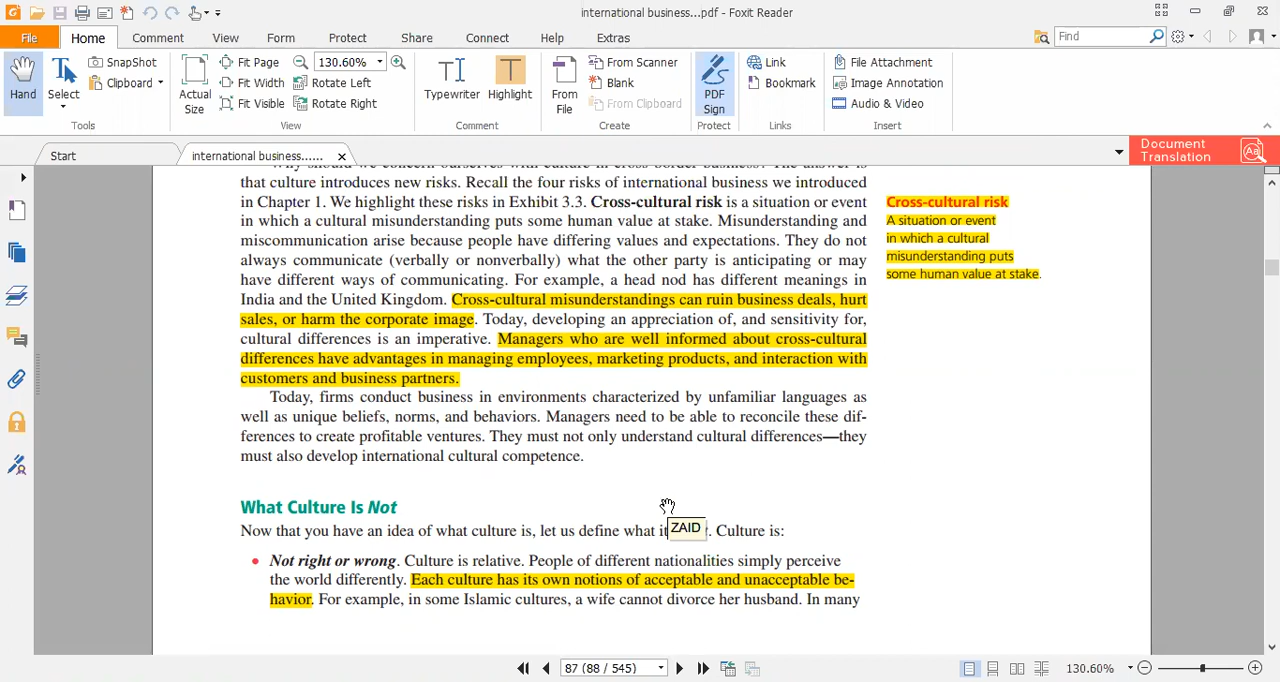 international business...pdf - Foxit Reader
File Home Comment View Form Protect Share Connect Help Extras
Find
Hand
Select
SnapShot
Clipboard
Tools
Actual Size
Fit Page
Fit Width
Fit Visible
130.60%
Rotate Left
Rotate Right
View
Typewriter
Highlight
Comment
From File
From Scanner
Blank
From Clipboard
Create
PDF Sign
Protect
Link
Bookmark
Links
File Attachment
Image Annotation
Audio & Video
Insert
Start
international business......
Document Translation
that culture introduces new risks. Recall the four risks of international business we introduced
in Chapter 1. We highlight these risks in Exhibit 3.3. Cross-cultural risk is a situation or event
in which a cultural misunderstanding puts some human value at stake. Misunderstanding and
miscommunication arise because people have differing values and expectations. They do not
always communicate (verbally or nonverbally) what the other party is anticipating or may
have different ways of communicating. For example, a head nod has different meanings in
India and the United Kingdom. Cross-cultural misunderstandings can ruin business deals, hurt
sales, or harm the corporate image. Today, developing an appreciation of, and sensitivity for,
cultural differences is an imperative. Managers who are well informed about cross-cultural
differences have advantages in managing employees, marketing products, and interaction with
customers and business partners.
Today, firms conduct business in environments characterized by unfamiliar languages as
well as unique beliefs, norms, and behaviors. Managers need to be able to reconcile these dif-
ferences to create profitable ventures. They must not only understand cultural differences—they
must also develop international cultural competence.
Cross-cultural risk
A situation or event
in which a cultural
misunderstanding puts
some human value at stake.
What Culture Is Not
Now that you have an idea of what culture is, let us define what it . Culture is:
ZAID
• Not right or wrong. Culture is relative. People of different nationalities simply perceive
the world differently. Each culture has its own notions of acceptable and unacceptable be-
havior. For example, in some Islamic cultures, a wife cannot divorce her husband. In many
87 (88 / 545)
130.60%